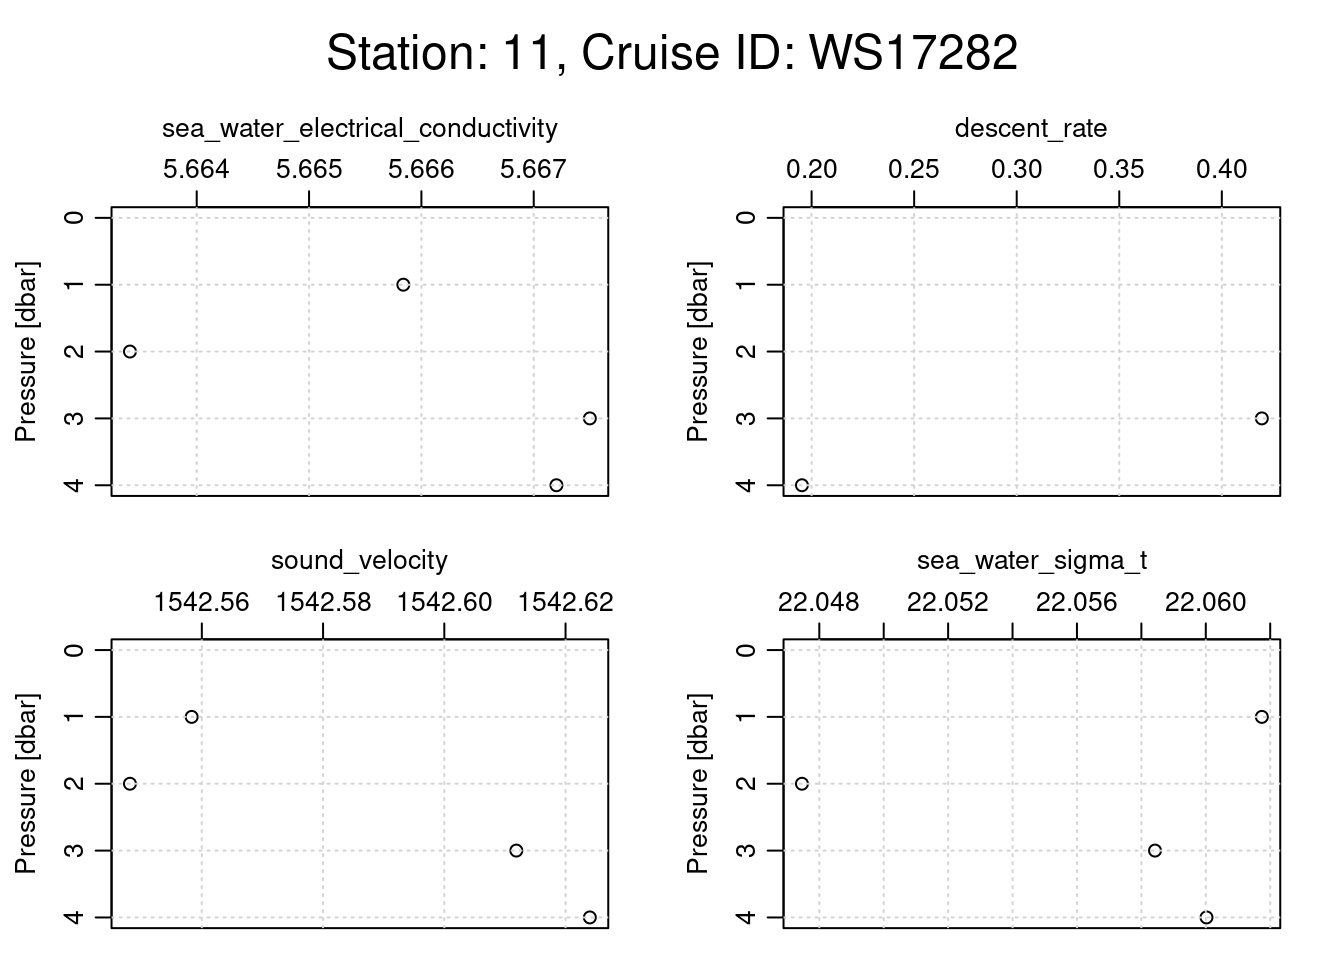 Station: 11, Cruise ID: WS17282
sea_water_electrical_conductivity
5.664 5.665 5.666 5.667
Pressure [dbar]
0
1
2
3
4
descent_rate
0.20 0.25 0.30 0.35 0.40
Pressure [dbar]
0
1
2
3
4
sound_velocity
1542.56 1542.58 1542.60 1542.62
Pressure [dbar]
0
1
2
3
4
sea_water_sigma_t
22.048 22.052 22.056 22.060
Pressure [dbar]
0
1
2
3
4